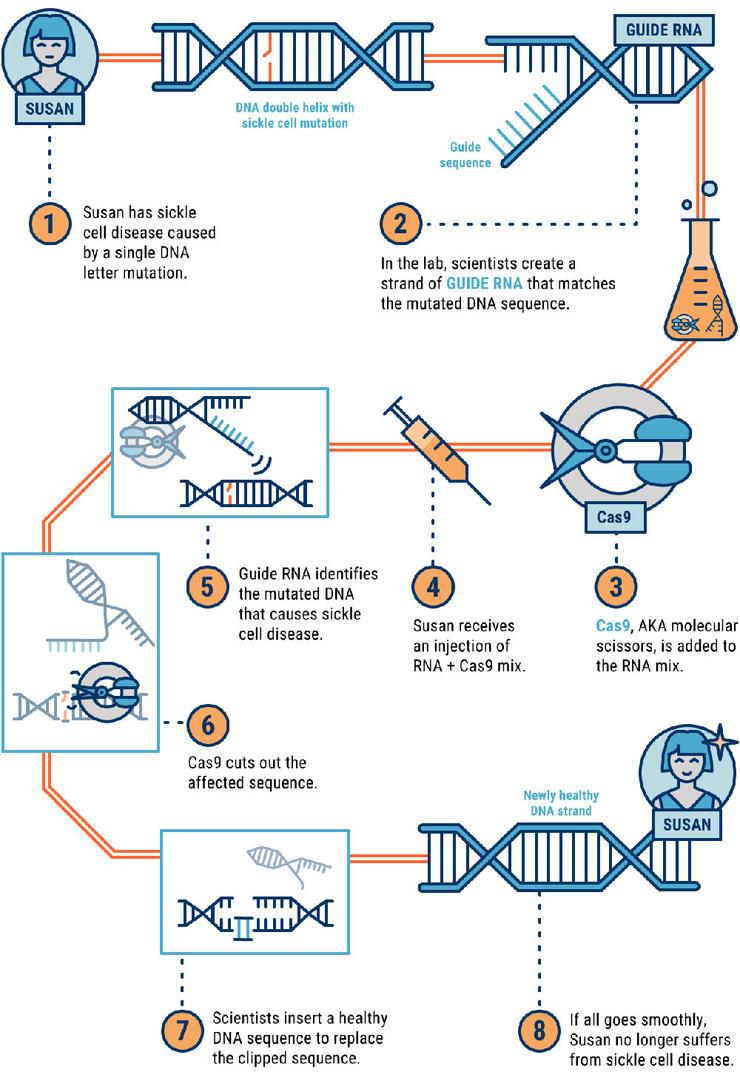 SUSAN
DNA double helix with
sickle cell mutation
GUIDE RNA
Guide
sequence
1
Susan has sickle
cell disease caused
by a single DNA
letter mutation.
2
In the lab, scientists create a
strand of GUIDE RNA that matches
the mutated DNA sequence.
Cas9
3
Cas9, AKA molecular
scissors, is added to
the RNA mix.
4
Susan receives
an injection of
RNA + Cas9 mix.
5
Guide RNA identifies
the mutated DNA
that causes sickle
cell disease.
6
Cas9 cuts out the
affected sequence.
7
Scientists insert a healthy
DNA sequence to replace
the clipped sequence.
Newly healthy
DNA strand
SUSAN
8
If all goes smoothly,
Susan no longer suffers
from sickle cell disease.